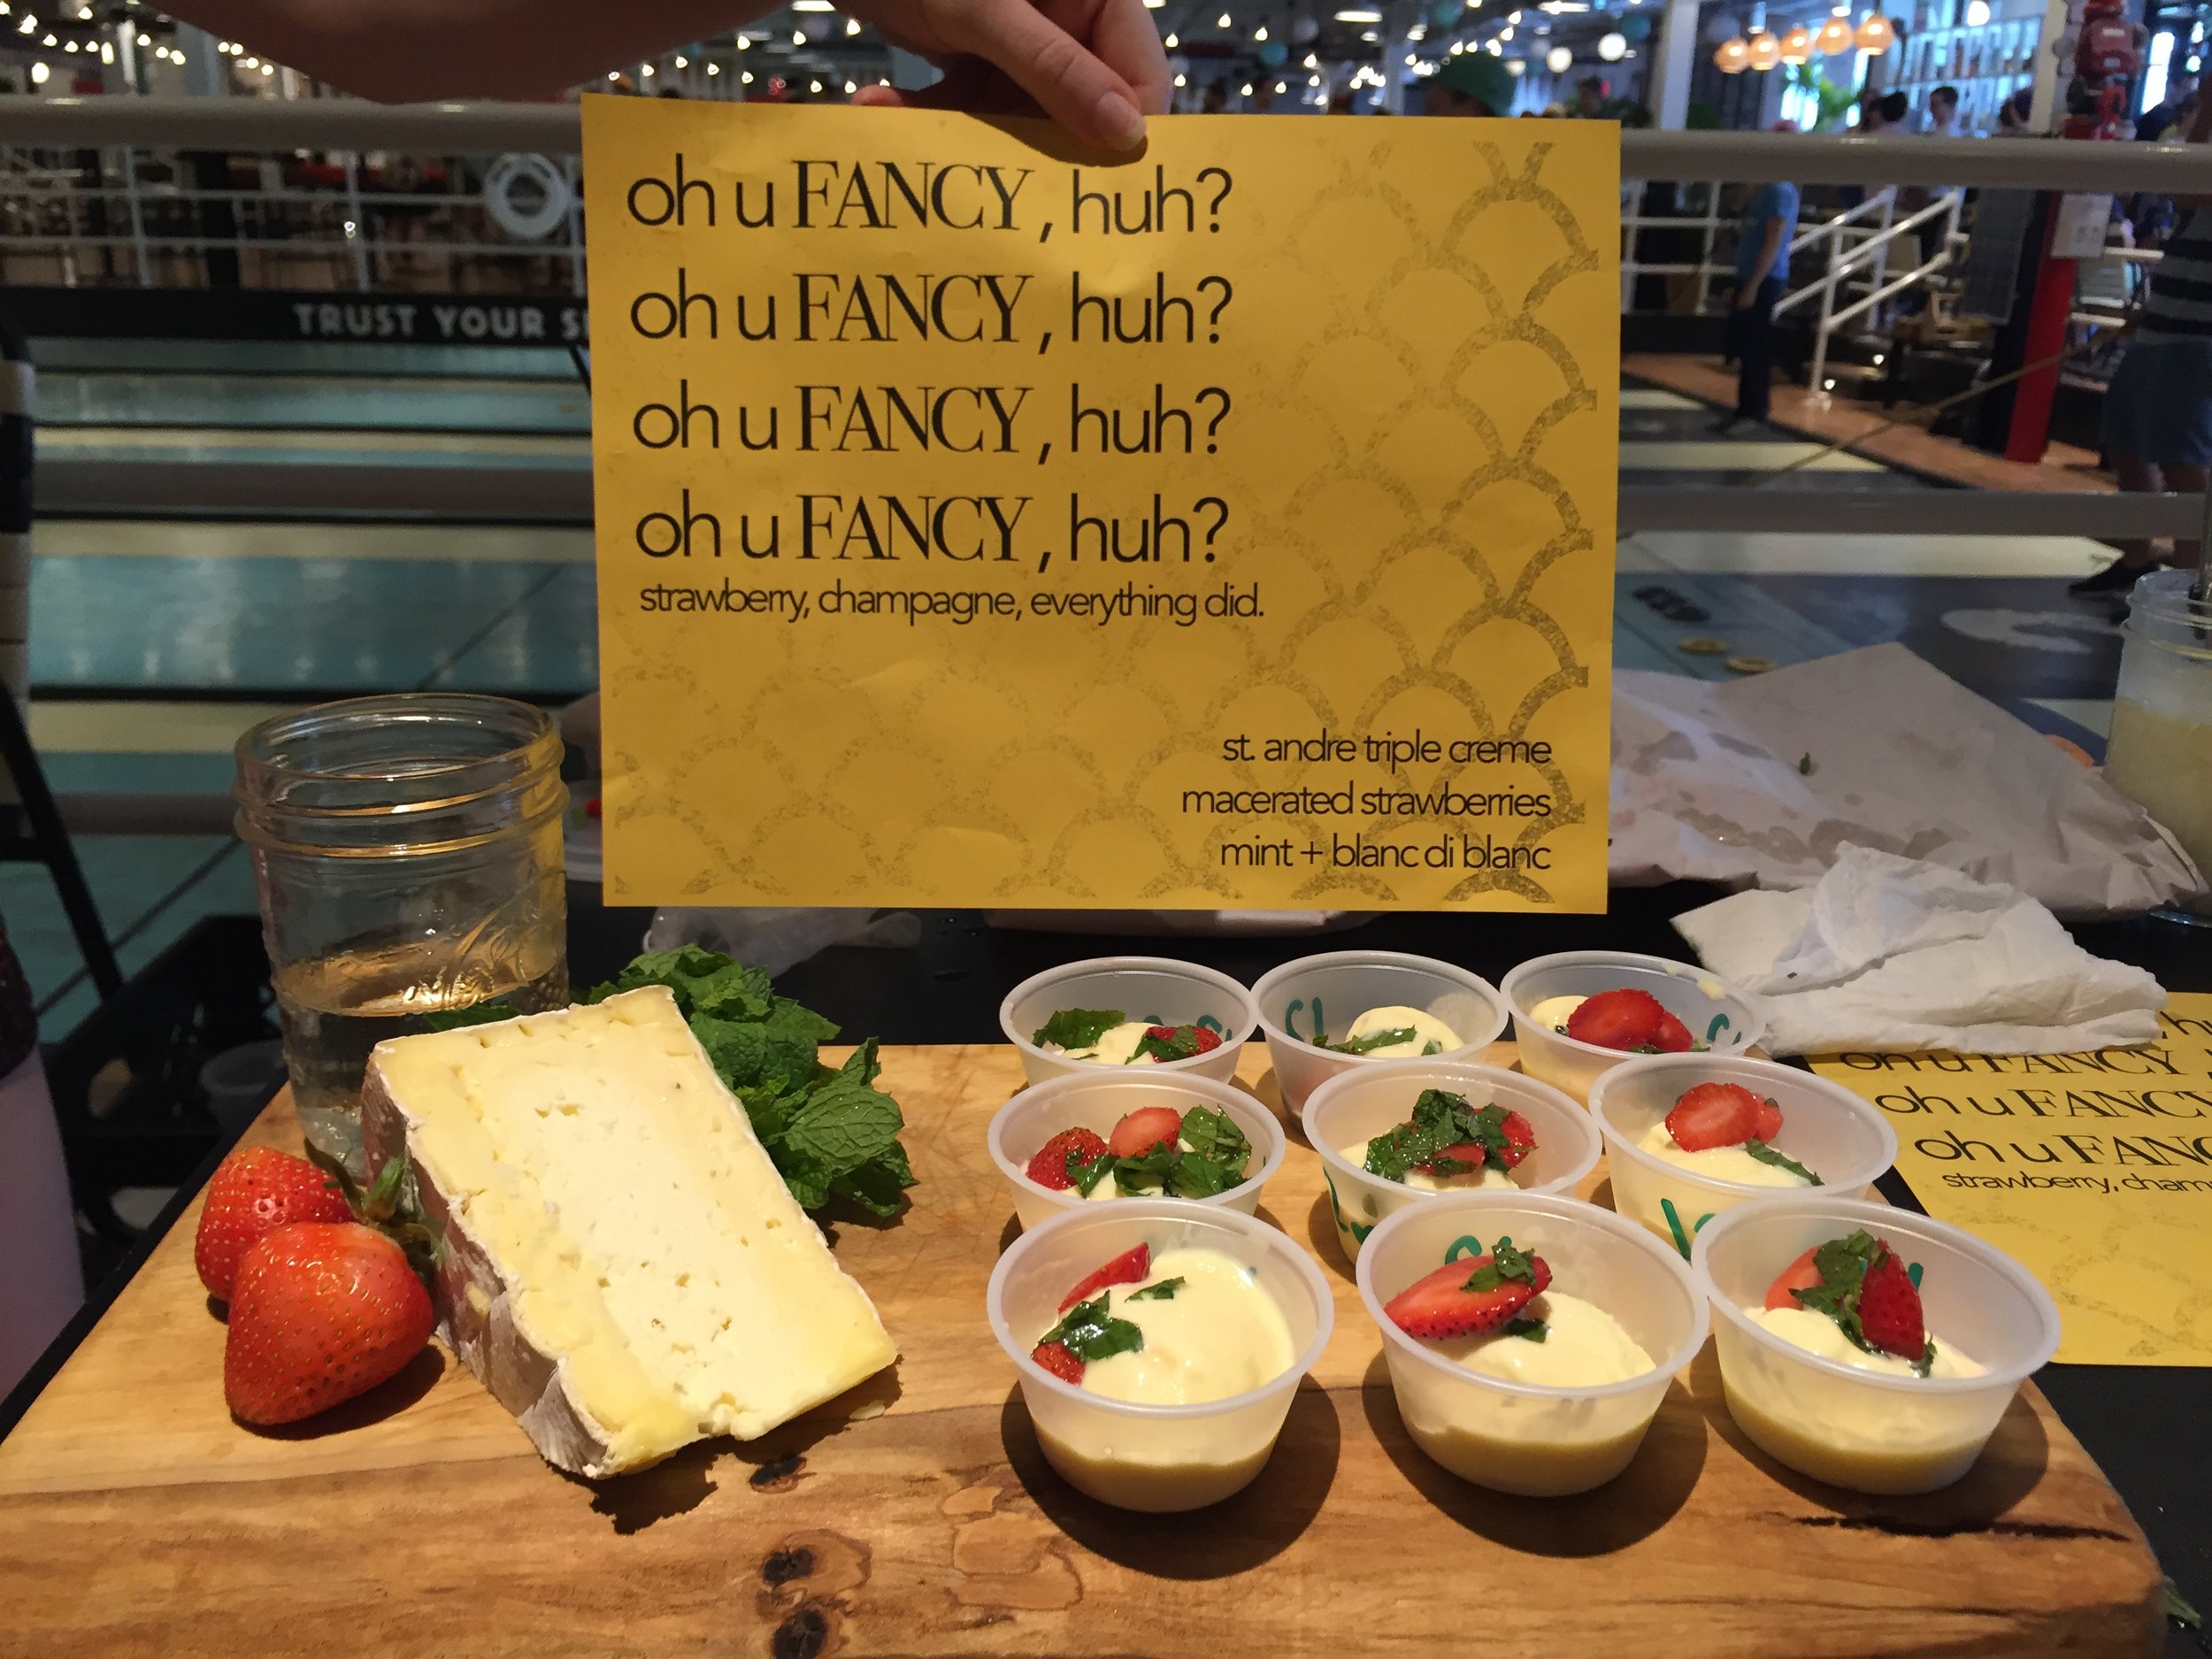 oh u FANCY, huh?
oh u FANCY, huh?
oh u FANCY, huh?
oh u FANCY, huh?
strawberry, champagne, everything did.
st. andre triple creme
macerated strawberries
mint + blanc di blanc
TRUST YOUR
oh u FANCY,
oh u FANCY
oh u
strawberry,